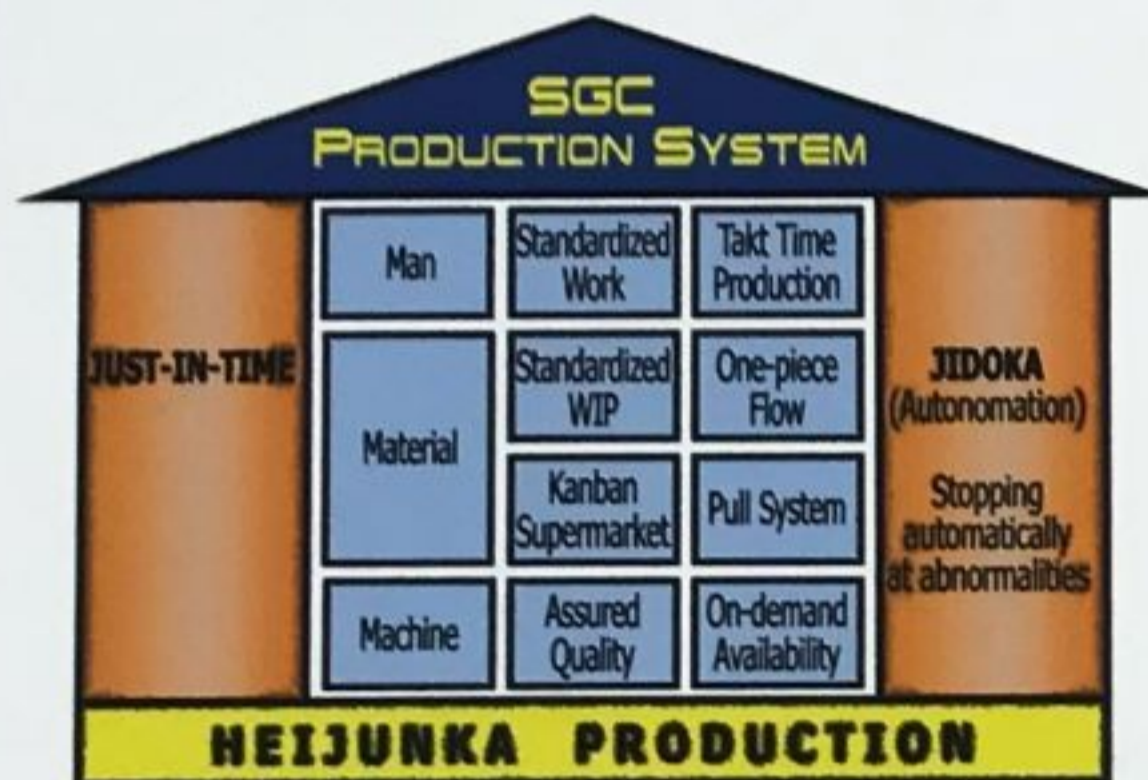 SGC
PRODUCTION SYSTEM
JUST-IN-TIME
Man
Standardized
Work
Takt Time
Production
Material
Standardized
WIP
One-piece
Flow
Kanban
Supermarket
Pull System
Machine
Assured
Quality
On-demand
Availability
JIDOKA
(Autonomation)
Stopping
automatically
at abnormalities
HEIJUNKA PRODUCTION